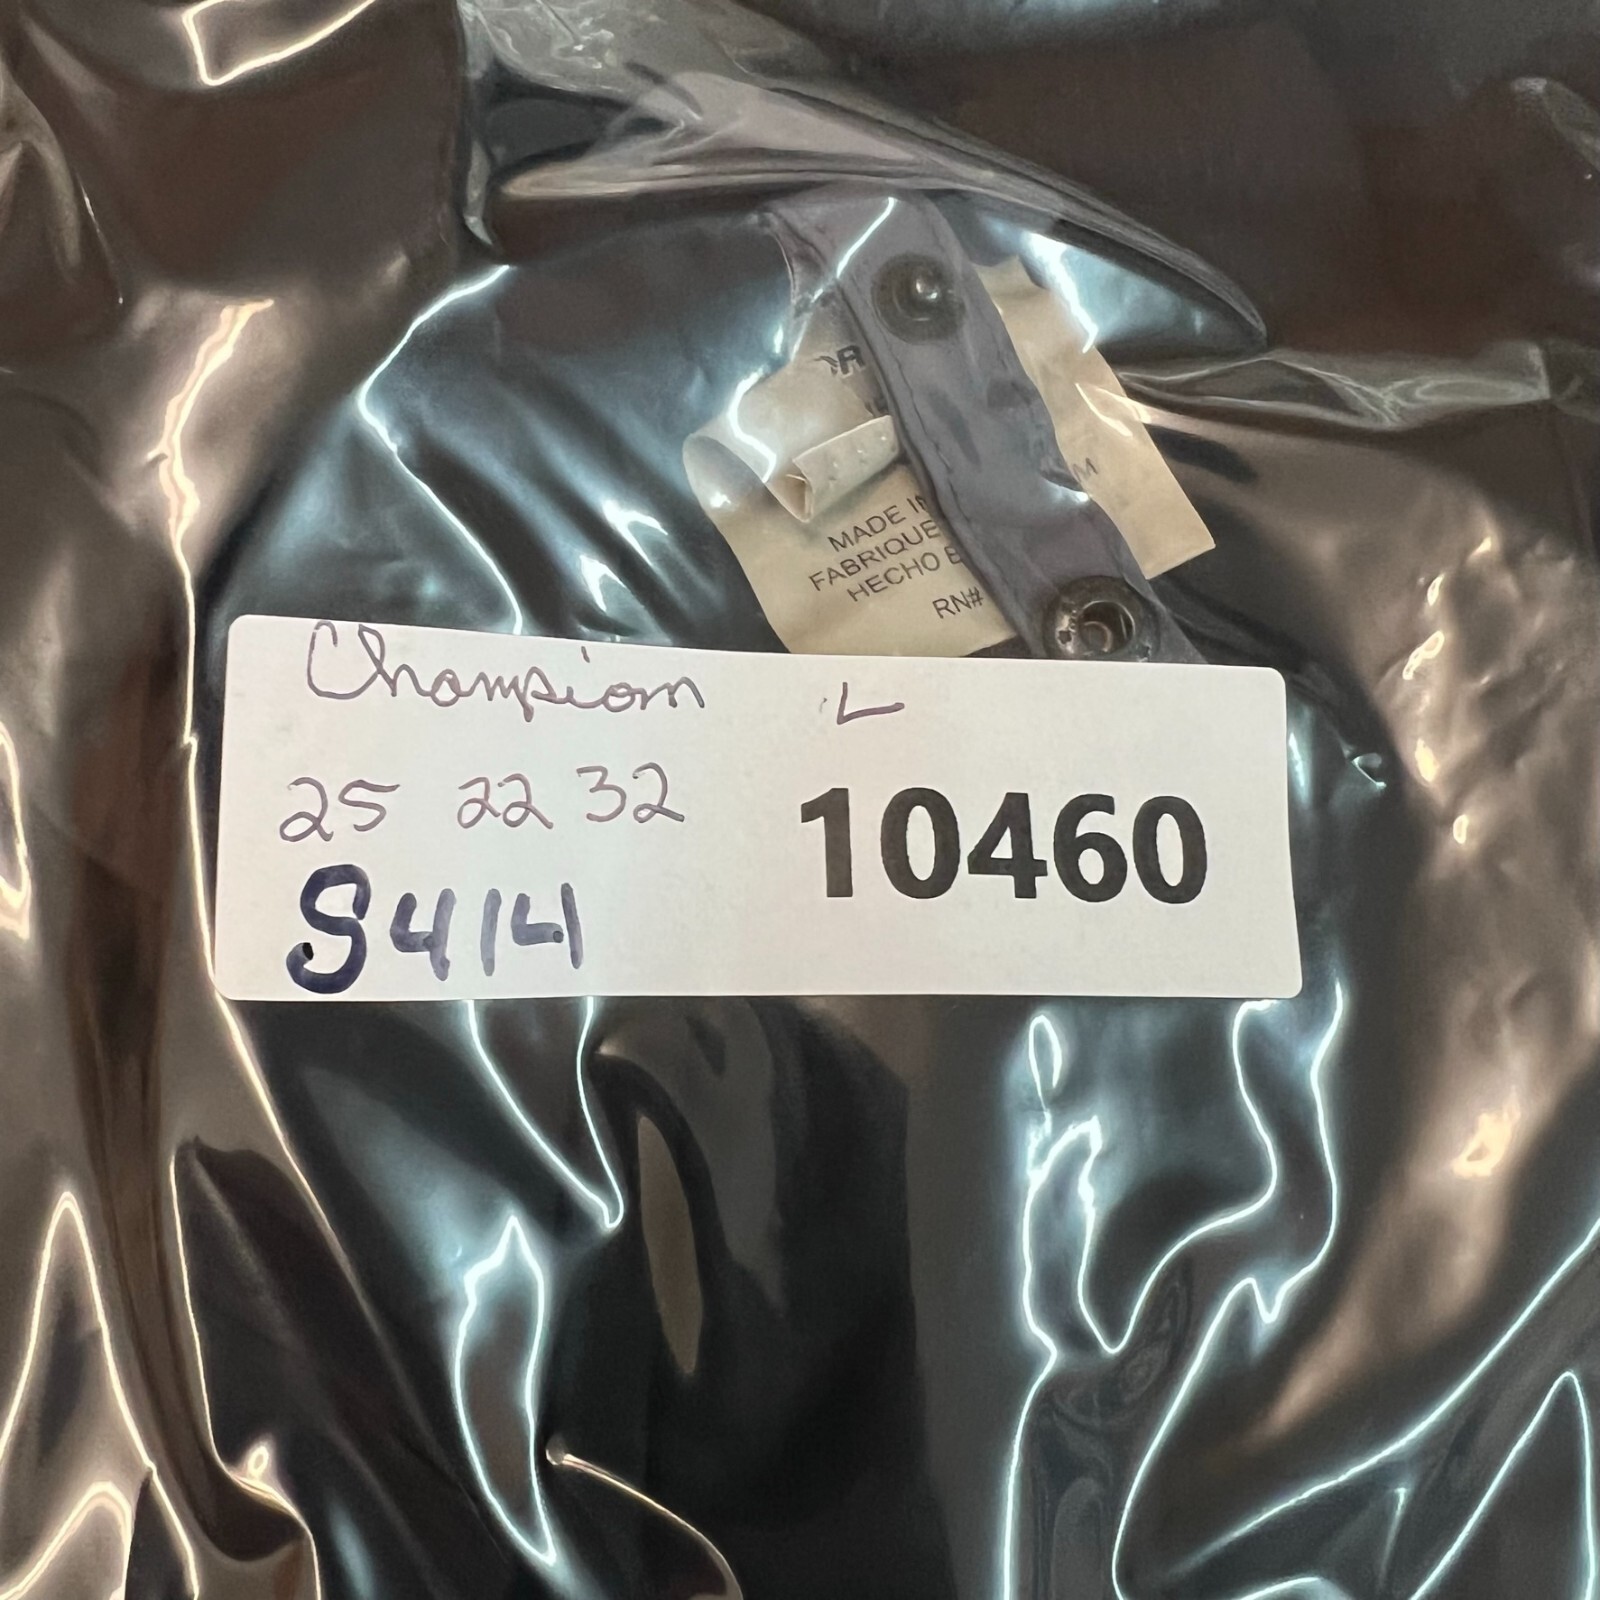 MADE IN
FABRIQUE
HECHO E
RN#
M
Champion L
25 22 32
10460
S414